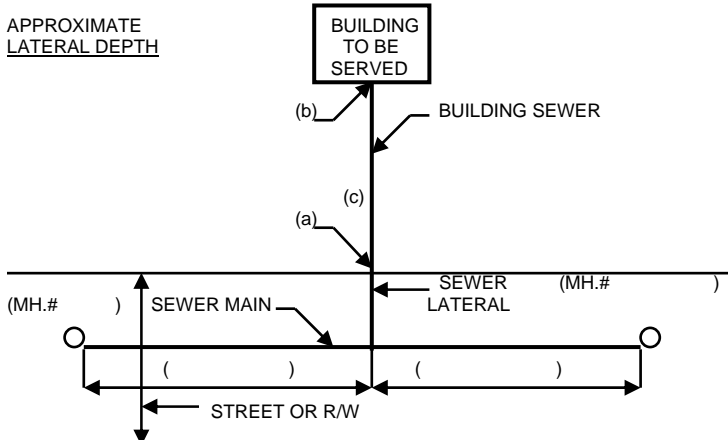 APPROXIMATE
LATERAL DEPTH
BUILDING
TO BE
SERVED
(b)
BUILDING SEWER
(c)
(a)
SEWER
LATERAL
(MH.# )
(MH.# )
SEWER MAIN
( )
( )
STREET OR R/W